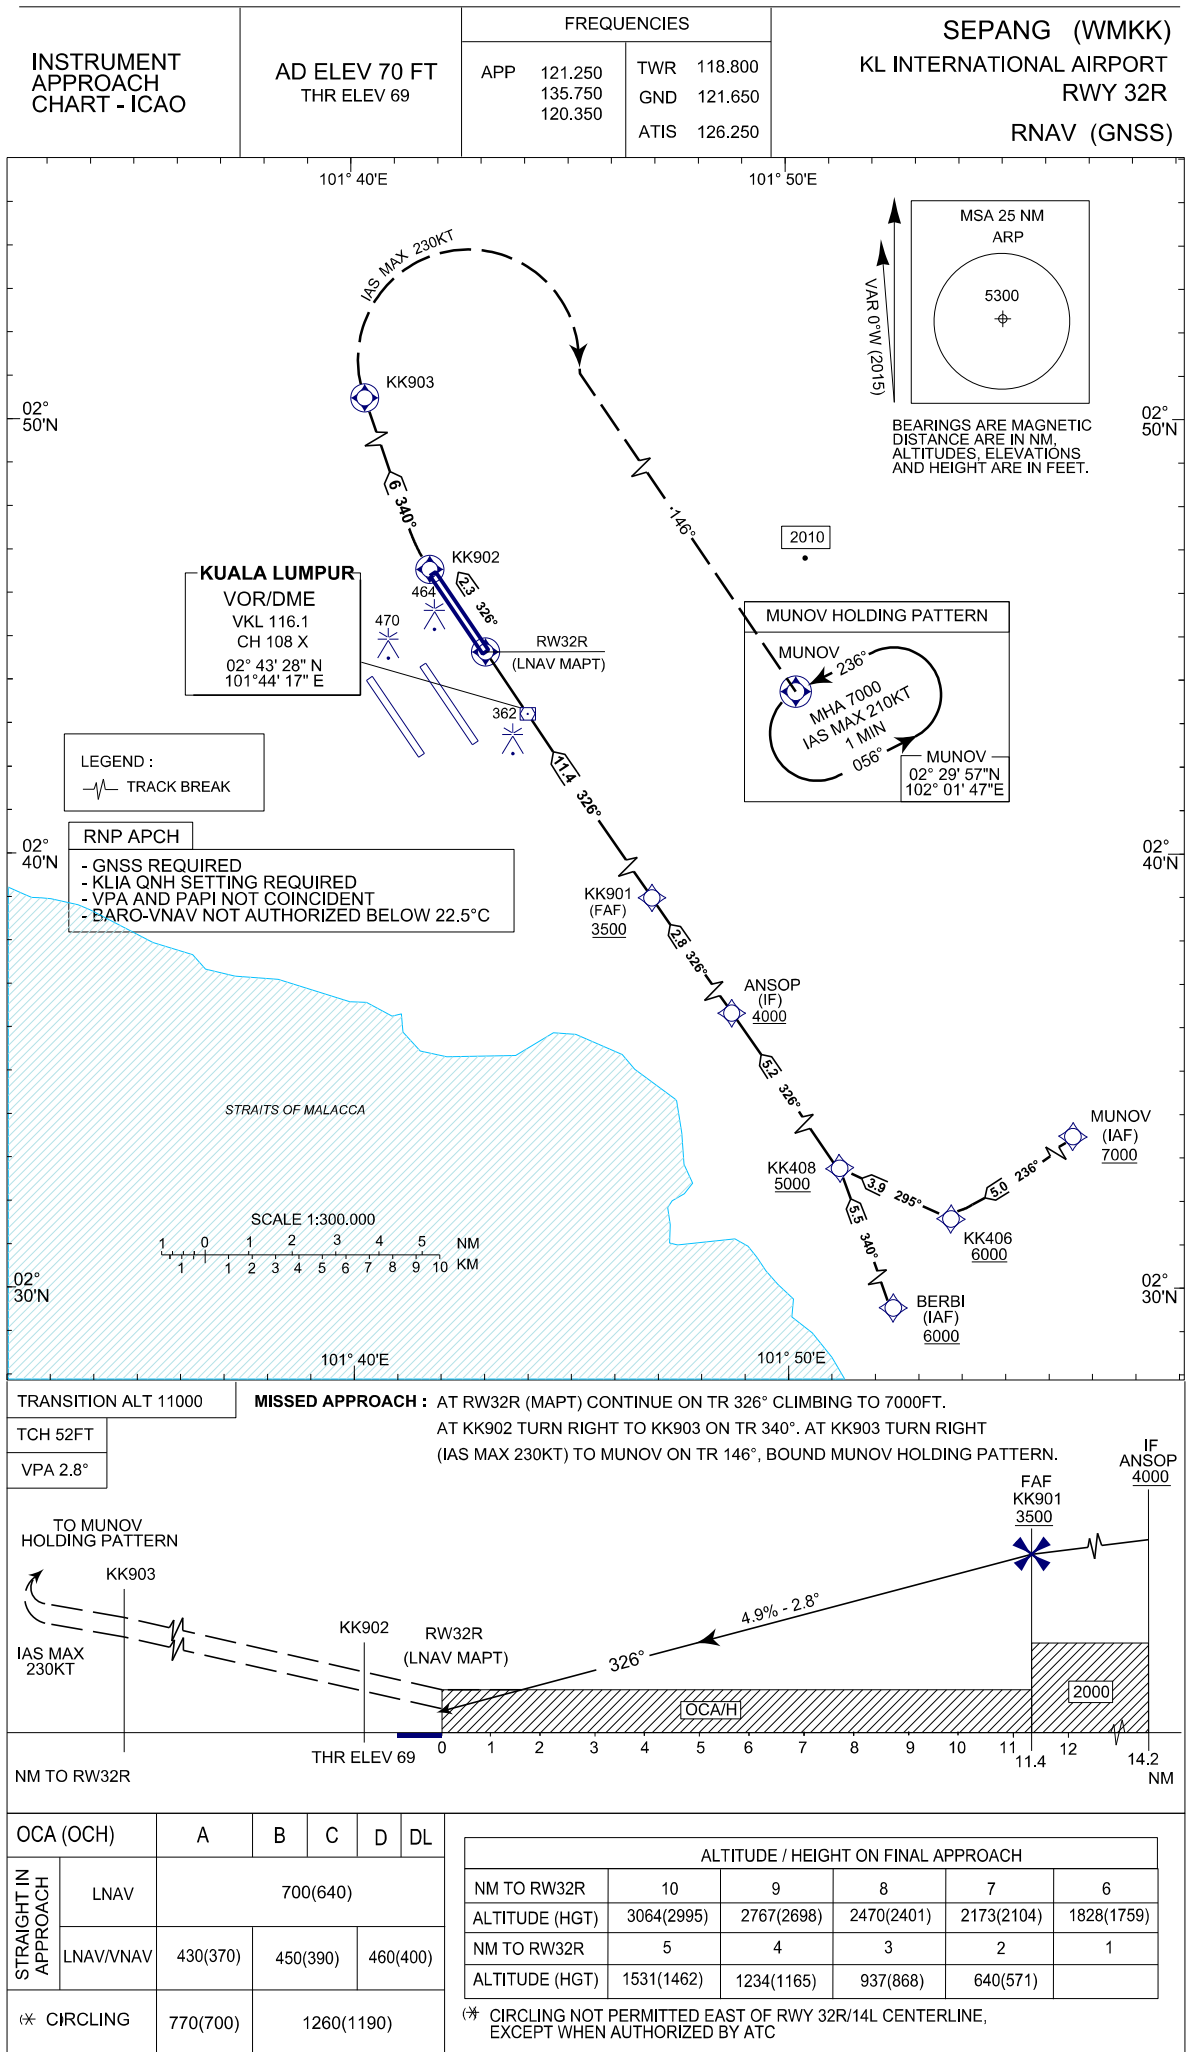 INSTRUMENT
APPROACH
CHART - ICAO
AD ELEV 70 FT
THR ELEV 69
FREQUENCIES
APP 121.250
135.750
120.350
TWR 118.800
GND 121.650
ATIS 126.250
SEPANG (WMKK)
KL INTERNATIONAL AIRPORT
RWY 32R
RNAV (GNSS)
101° 40'E
101° 50'E
IAS MAX 230KT
VAR 0°W (2015)
MSA 25 NM
ARP
5300
BEARINGS ARE MAGNETIC
DISTANCE ARE IN NM,
ALTITUDES, ELEVATIONS
AND HEIGHT ARE IN FEET.
KK903
02°
50'N
02°
50'N
6 340°
146°
2010
KK902
KUALA LUMPUR
VOR/DME
VKL 116.1
CH 108 X
02° 43' 28" N
101°44' 17" E
464
470
2.3 326°
RW32R
(LNAV MAPT)
362
MUNOV HOLDING PATTERN
MUNOV
236°
MHA 7000
IAS MAX 210KT
1 MIN
056°
MUNOV
02° 29' 57"N
102° 01' 47"E
LEGEND :
TRACK BREAK
11.4 326°
RNP APCH
- GNSS REQUIRED
- KLIA QNH SETTING REQUIRED
- VPA AND PAPI NOT COINCIDENT
- BARO-VNAV NOT AUTHORIZED BELOW 22.5°C
02°
40'N
02°
40'N
KK901
(FAF)
3500
2.8 326°
ANSOP
(IF)
4000
5.2 326°
STRAITS OF MALACCA
MUNOV
(IAF)
7000
KK408
5000
3.9 295°
5.0 236°
KK406
6000
5.5 340°
SCALE 1:300.000
1 0 1 2 3 4 5 NM
1 1 2 3 4 5 6 7 8 9 10 KM
02°
30'N
02°
30'N
BERBI
(IAF)
6000
101° 40'E
101° 50'E
TRANSITION ALT 11000
TCH 52FT
VPA 2.8°
MISSED APPROACH : AT RW32R (MAPT) CONTINUE ON TR 326° CLIMBING TO 7000FT.
AT KK902 TURN RIGHT TO KK903 ON TR 340°. AT KK903 TURN RIGHT
(IAS MAX 230KT) TO MUNOV ON TR 146°, BOUND MUNOV HOLDING PATTERN.
IF
ANSOP
4000
FAF
KK901
3500
TO MUNOV
HOLDING PATTERN
KK903
KK902
RW32R
(LNAV MAPT)
IAS MAX
230KT
4.9% - 2.8°
326°
OCA/H
2000
THR ELEV 69
0 1 2 3 4 5 6 7 8 9 10 11 11.4 12 14.2
NM TO RW32R
NM
OCA (OCH) A B C D DL
STRAIGHT IN
APPROACH
LNAV 700(640)
LNAV/VNAV 430(370) 450(390) 460(400)
(* CIRCLING 770(700) 1260(1190)
ALTITUDE / HEIGHT ON FINAL APPROACH
NM TO RW32R 10 9 8 7 6
ALTITUDE (HGT) 3064(2995) 2767(2698) 2470(2401) 2173(2104) 1828(1759)
NM TO RW32R 5 4 3 2 1
ALTITUDE (HGT) 1531(1462) 1234(1165) 937(868) 640(571)
(* CIRCLING NOT PERMITTED EAST OF RWY 32R/14L CENTERLINE,
EXCEPT WHEN AUTHORIZED BY ATC